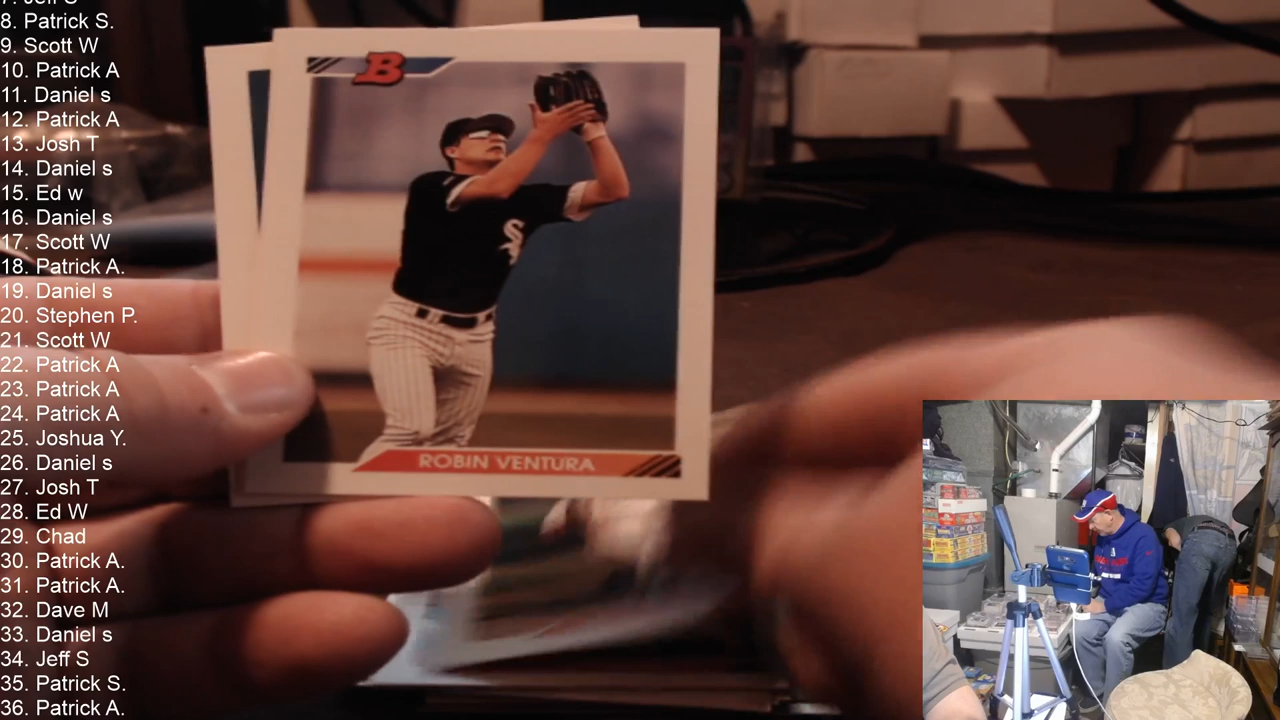 7. Jeff S
8. Patrick S.
9. Scott W
10. Patrick A
11. Daniel s
12. Patrick A
13. Josh T
14. Daniel s
15. Ed w
16. Daniel s
17. Scott W
18. Patrick A.
19. Daniel s
20. Stephen P.
21. Scott W
22. Patrick A
23. Patrick A
24. Patrick A
25. Joshua Y.
26. Daniel s
27. Josh T
28. Ed W
29. Chad
30. Patrick A.
31. Patrick A.
32. Dave M
33. Daniel s
34. Jeff S
35. Patrick S.
36. Patrick A.
B
Sox
ROBIN VENTURA